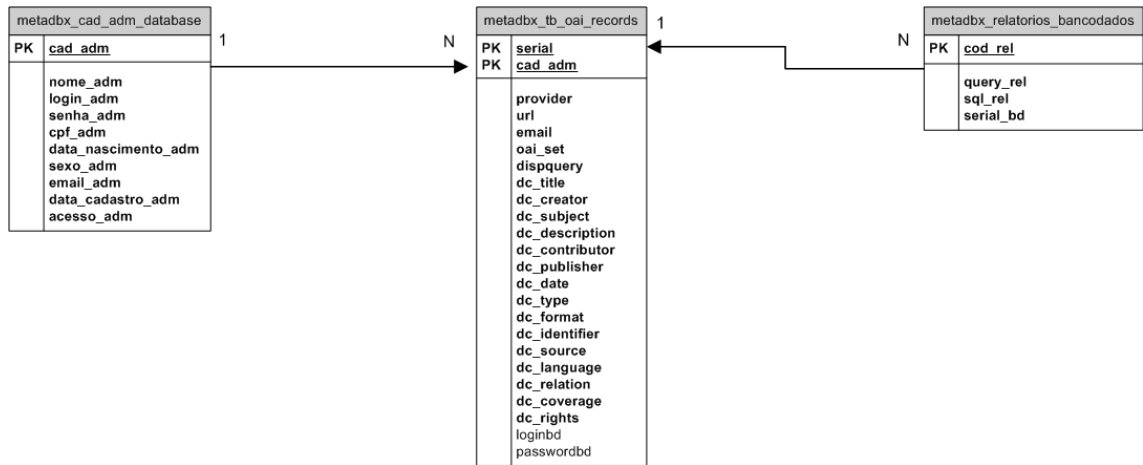 metadbx_cad_adm_database
PK cad_adm
nome_adm
login_adm
senha_adm
cpf_adm
data_nascimento_adm
sexo_adm
email_adm
data_cadastro_adm
acesso_adm
1
N
metadbx_tb_oai_records
PK serial
PK cad_adm
provider
url
email
oai_set
dispquery
dc_title
dc_creator
dc_subject
dc_description
dc_contributor
dc_publisher
dc_date
dc_type
dc_format
dc_identifier
dc_source
dc_language
dc_relation
dc_coverage
dc_rights
loginbd
passwordbd
1
N
metadbx_relatorios_bancodados
PK cod_rel
query_rel
sql_rel
serial_bd